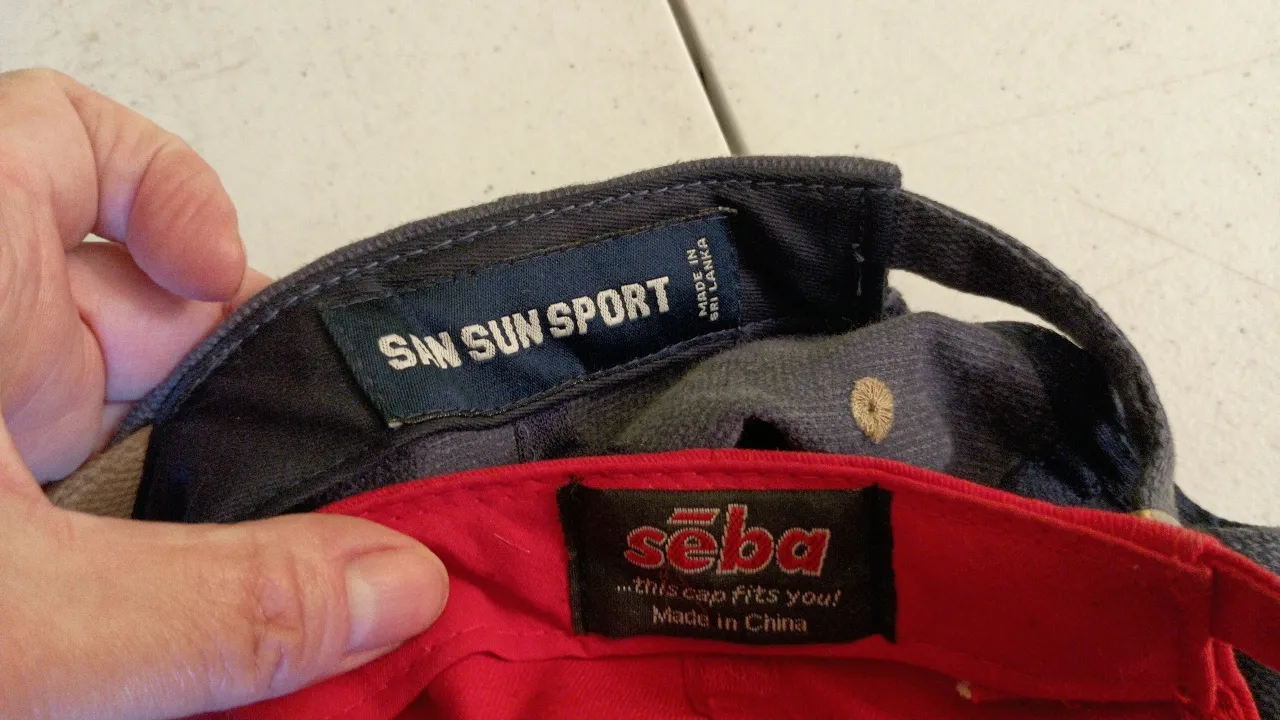 SAN SUN SPORT
MADE IN
SRI LANKA
sēba
...this cap fits you!
Made in China